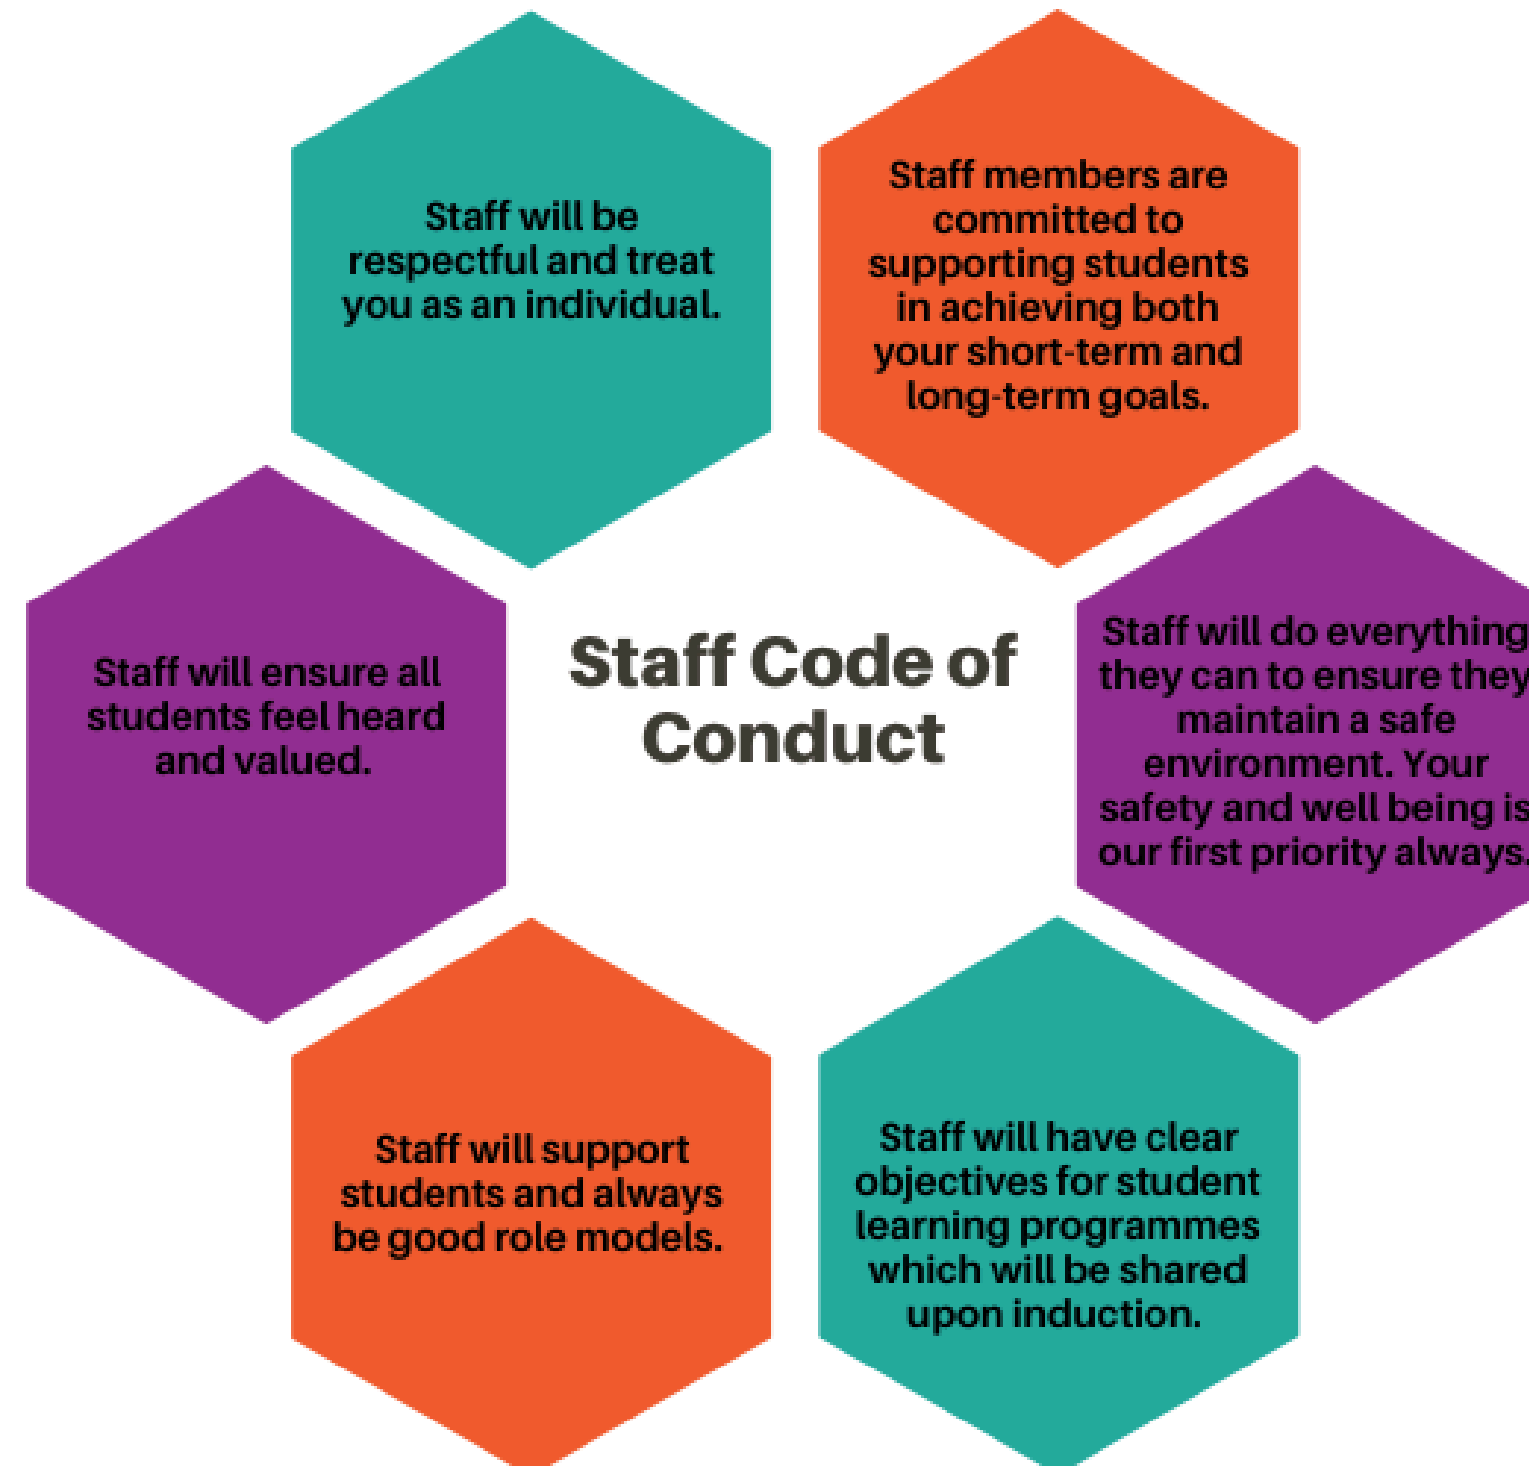 Staff will be
respectful and treat
you as an individual.
Staff members are
committed to
supporting students
in achieving both
your short-term and
long-term goals.
Staff will ensure all
students feel heard
and valued.
Staff Code of
Conduct
Staff will do everything
they can to ensure they
maintain a safe
environment. Your
safety and well being is
our first priority always.
Staff will support
students and always
be good role models.
Staff will have clear
objectives for student
learning programmes
which will be shared
upon induction.